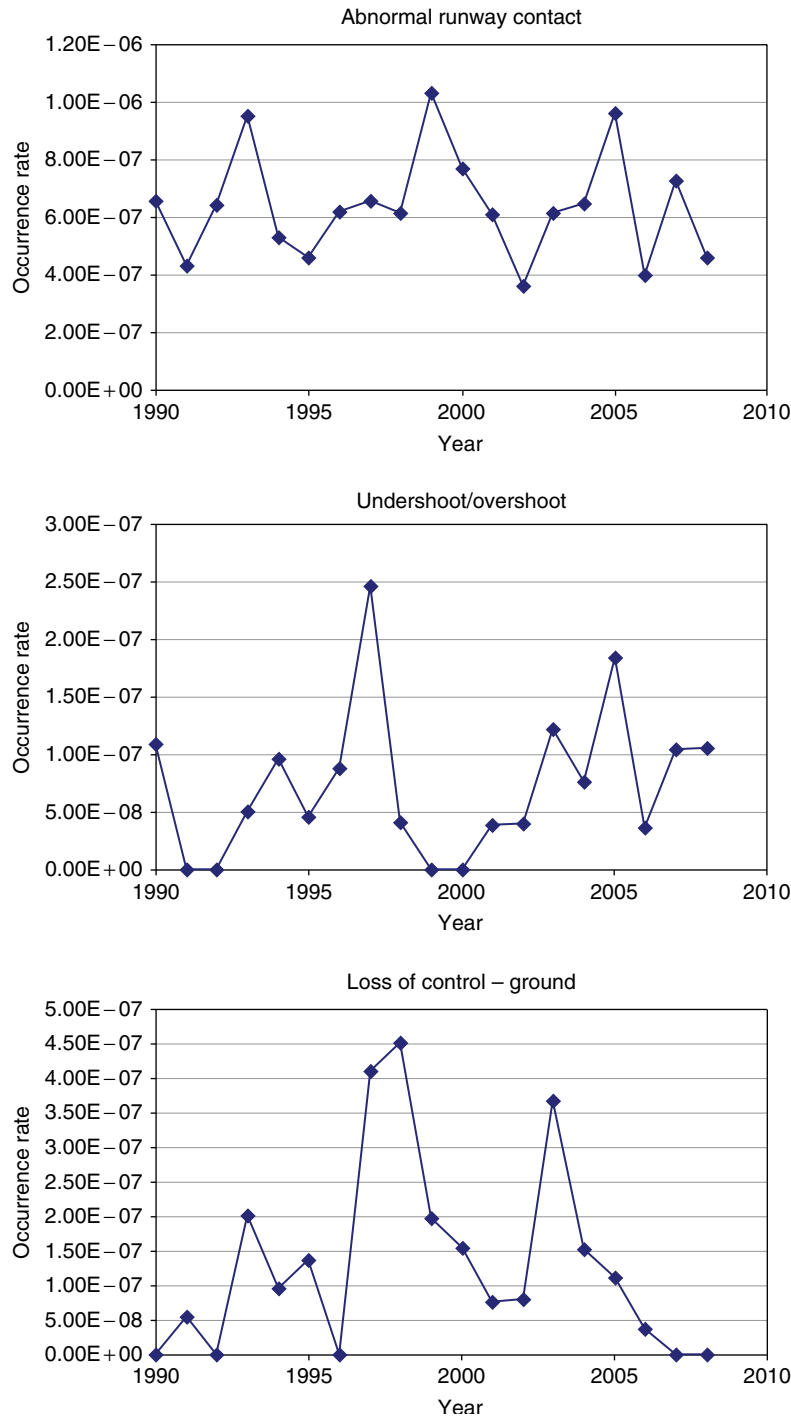 Abnormal runway contact
1.20E−06
1.00E−06
8.00E−07
6.00E−07
4.00E−07
2.00E−07
0.00E+00
Occurrence rate
1990 1995 2000 2005 2010
Year
Undershoot/overshoot
3.00E−07
2.50E−07
2.00E−07
1.50E−07
1.00E−07
5.00E−08
0.00E+00
Occurrence rate
1990 1995 2000 2005 2010
Year
Loss of control – ground
5.00E−07
4.50E−07
4.00E−07
3.50E−07
3.00E−07
2.50E−07
2.00E−07
1.50E−07
1.00E−07
5.00E−08
0.00E+00
Occurrence rate
1990 1995 2000 2005 2010
Year